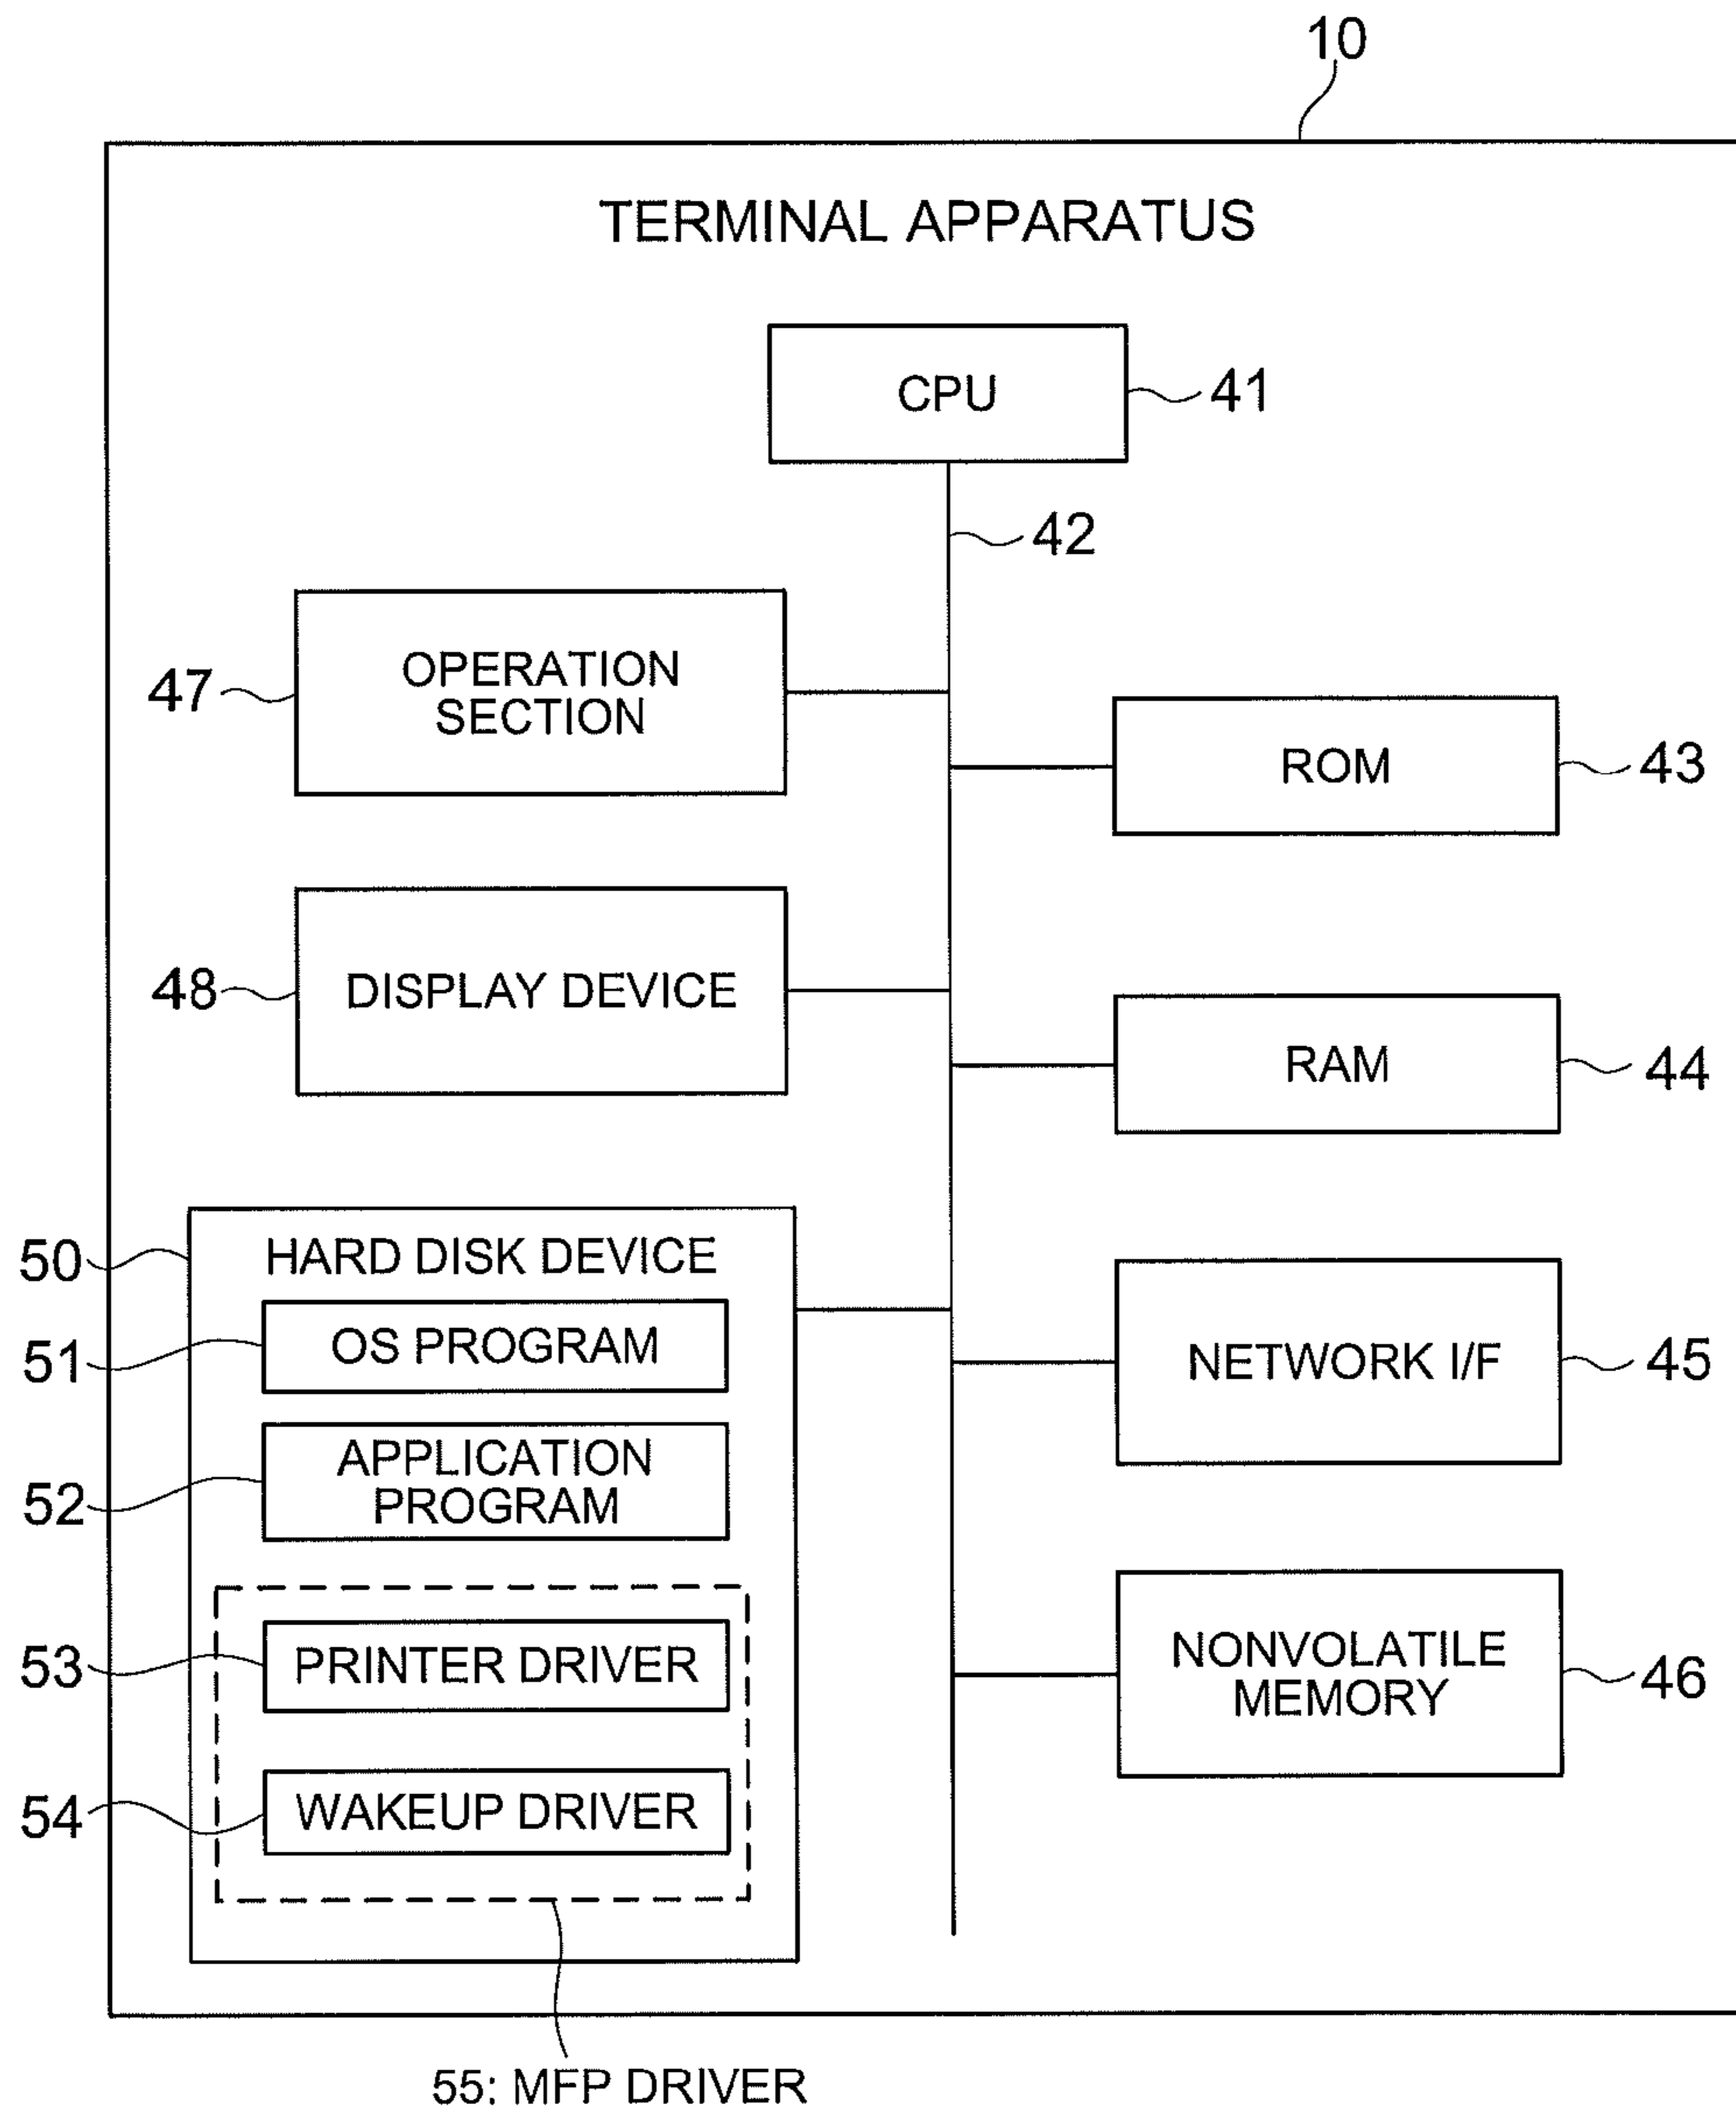 10
TERMINAL APPARATUS
CPU
41
42
47
OPERATION
SECTION
ROM
43
48
DISPLAY DEVICE
RAM
44
50
HARD DISK DEVICE
51
OS PROGRAM
NETWORK I/F
45
52
APPLICATION
PROGRAM
53
PRINTER DRIVER
NONVOLATILE
MEMORY
46
54
WAKEUP DRIVER
55: MFP DRIVER